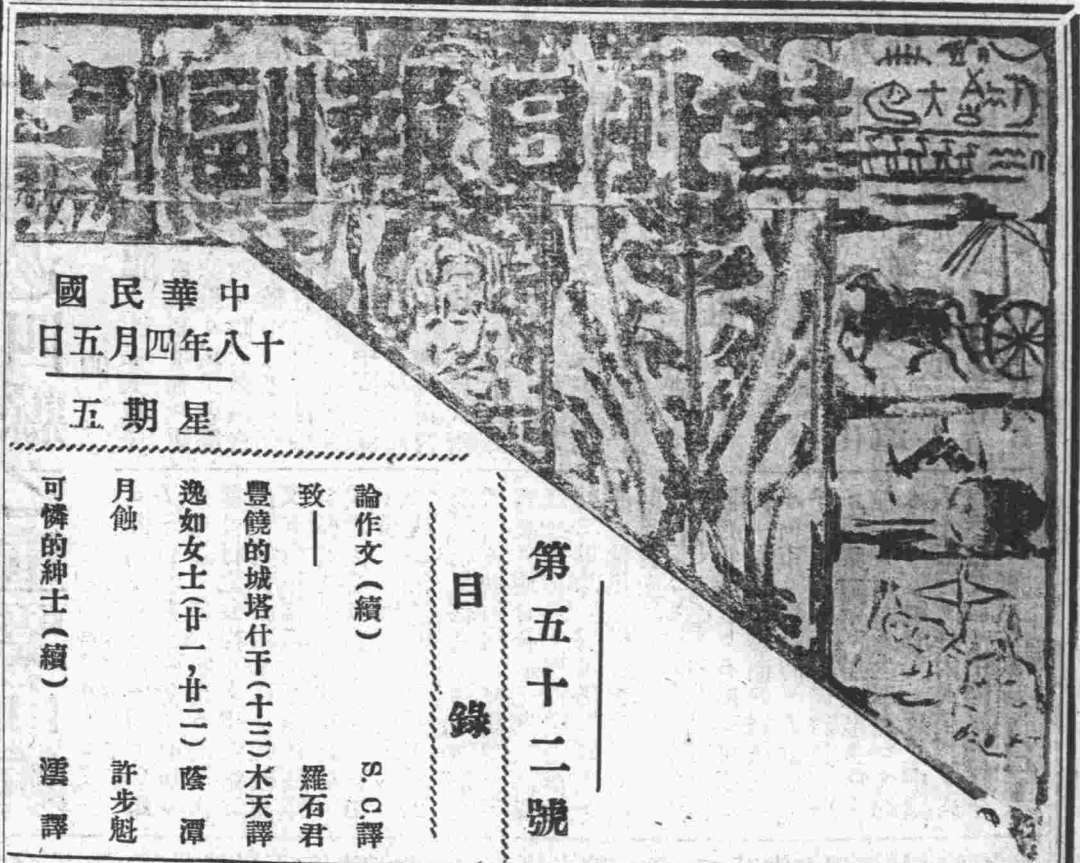 華北日報副刊
中華民國
十八年四月五日
星期五
第五十二號
目錄
論作文(續) S. C.譯
致—— 羅石君
豐饒的城塔什干(十二)木天譯
逸如女士(廿一,廿二)蔭 潭
月蝕 許步魁
可憐的紳士(續) 譯